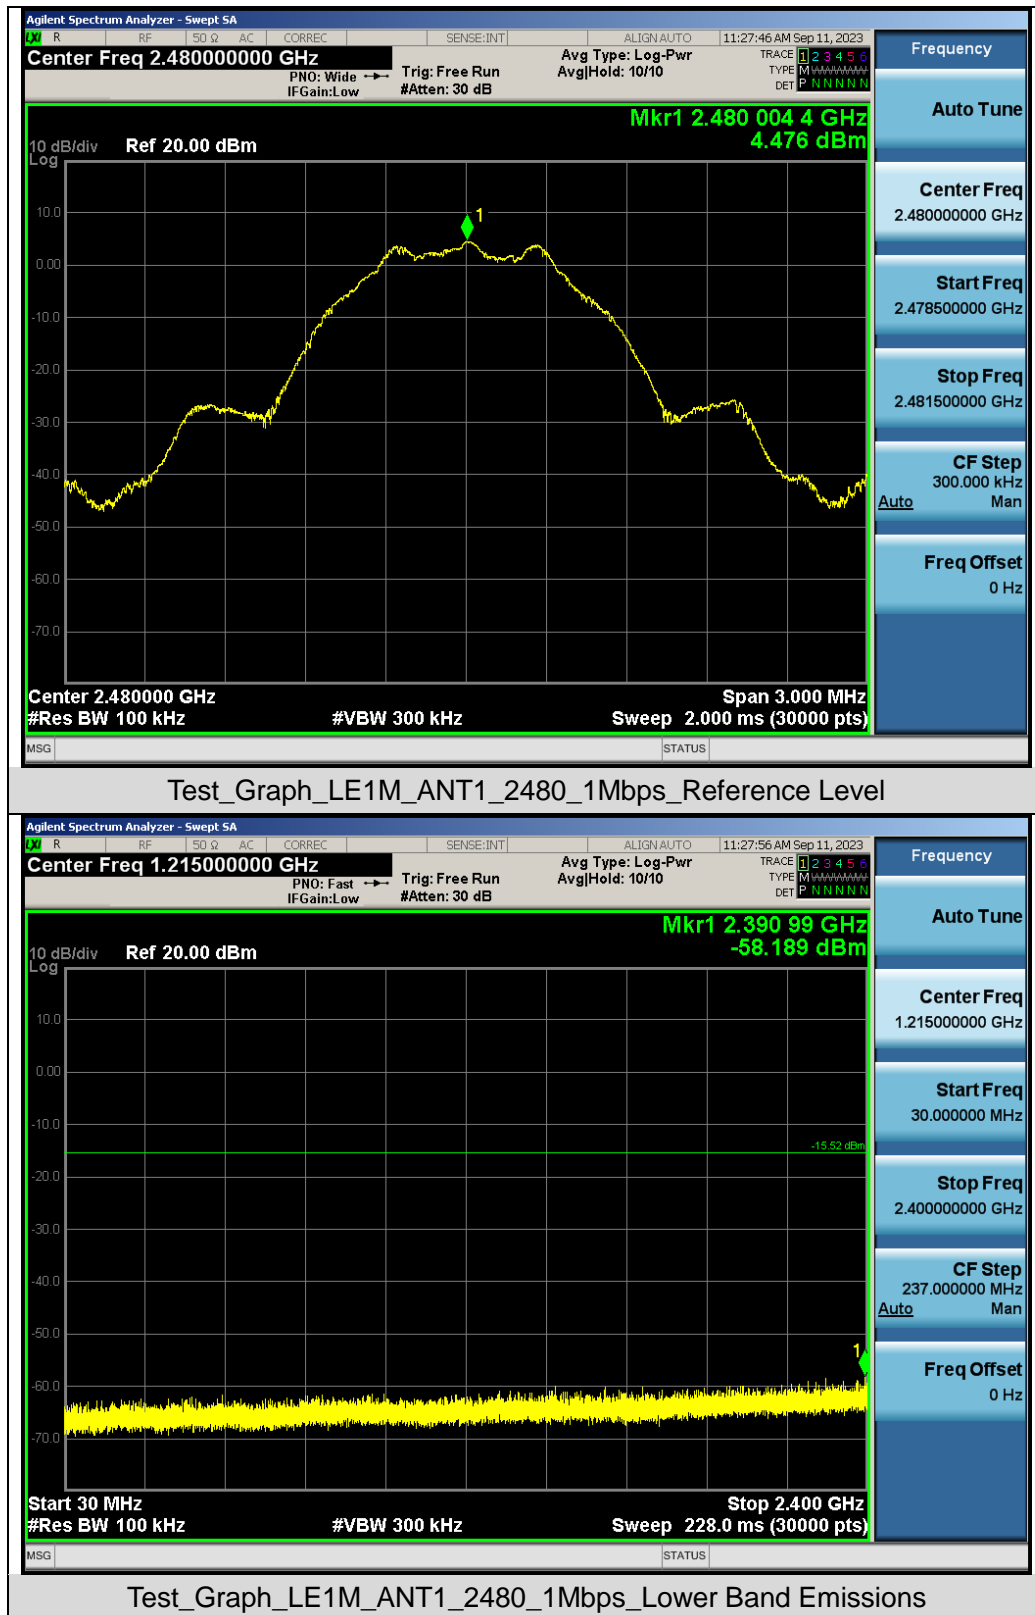 Agilent Spectrum Analyzer - Swept SA
LXI R RF 50 Ω AC CORREC SENSE:INT ALIGN AUTO 11:27:46 AM Sep 11, 2023
Center Freq 2.480000000 GHz
PNO: Wide
IFGain:Low
Trig: Free Run
#Atten: 30 dB
Avg Type: Log-Pwr
Avg|Hold: 10/10
TRACE 1 2 3 4 5 6
TYPE M
DET P N N N N N
Mkr1 2.480 004 4 GHz
4.476 dBm
10 dB/div Ref 20.00 dBm
Log
1
10.0
0.00
-10.0
-20.0
-30.0
-40.0
-50.0
-60.0
-70.0
Center 2.480000 GHz Span 3.000 MHz
#Res BW 100 kHz #VBW 300 kHz Sweep 2.000 ms (30000 pts)
MSG STATUS
Frequency
Auto Tune
Center Freq
2.480000000 GHz
Start Freq
2.478500000 GHz
Stop Freq
2.481500000 GHz
CF Step
300.000 kHz
Auto Man
Freq Offset
0 Hz
Test_Graph_LE1M_ANT1_2480_1Mbps_Reference Level
Agilent Spectrum Analyzer - Swept SA
LXI R RF 50 Ω AC CORREC SENSE:INT ALIGN AUTO 11:27:56 AM Sep 11, 2023
Center Freq 1.215000000 GHz
PNO: Fast
IFGain:Low
Trig: Free Run
#Atten: 30 dB
Avg Type: Log-Pwr
Avg|Hold: 10/10
TRACE 1 2 3 4 5 6
TYPE M
DET P N N N N N
Mkr1 2.390 99 GHz
-58.189 dBm
10 dB/div Ref 20.00 dBm
Log
10.0
0.00
-10.0
-15.52 dBm
-20.0
-30.0
-40.0
-50.0
1
-60.0
-70.0
Start 30 MHz Stop 2.400 GHz
#Res BW 100 kHz #VBW 300 kHz Sweep 228.0 ms (30000 pts)
MSG STATUS
Frequency
Auto Tune
Center Freq
1.215000000 GHz
Start Freq
30.000000 MHz
Stop Freq
2.400000000 GHz
CF Step
237.000000 MHz
Auto Man
Freq Offset
0 Hz
Test_Graph_LE1M_ANT1_2480_1Mbps_Lower Band Emissions